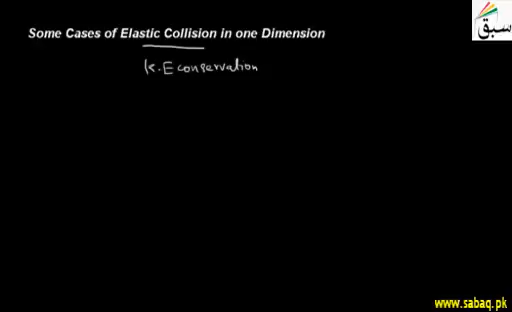 Some Cases of Elastic Collision in one Dimension
سبق
K.E conservation
www.sabaq.pk